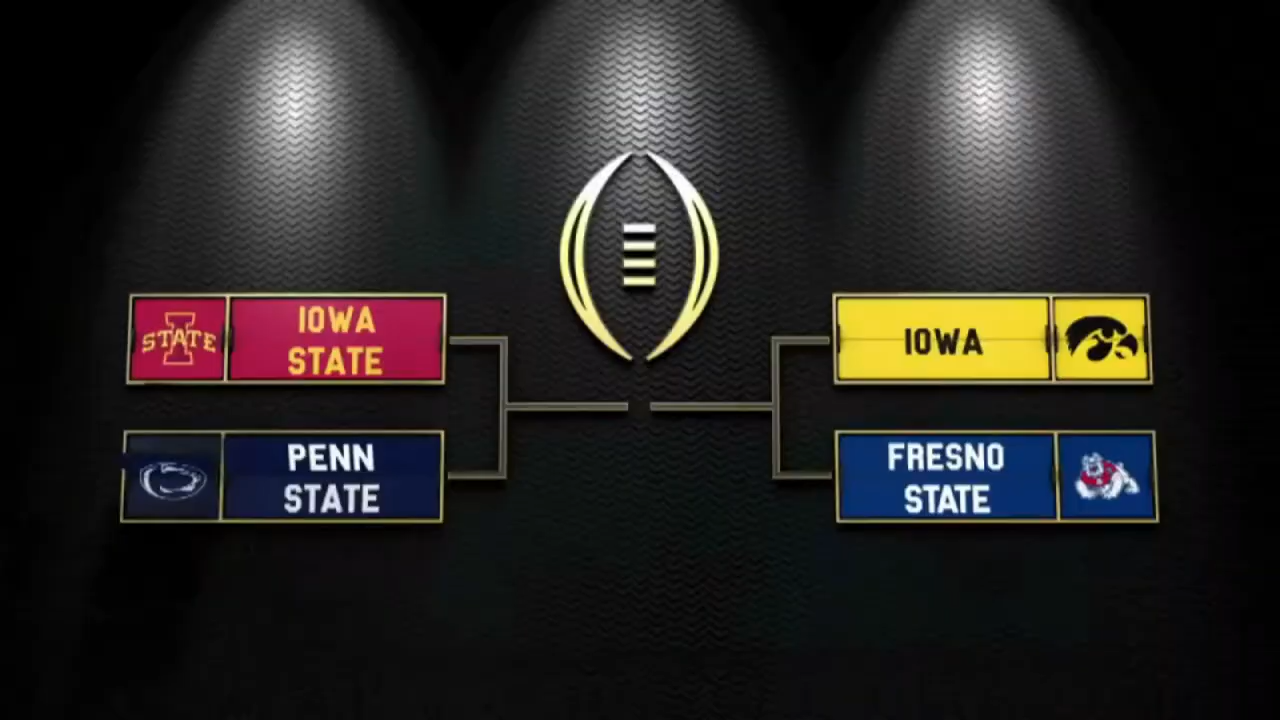 STATE
IOWA
STATE
IOWA
PENN
STATE
FRESNO
STATE